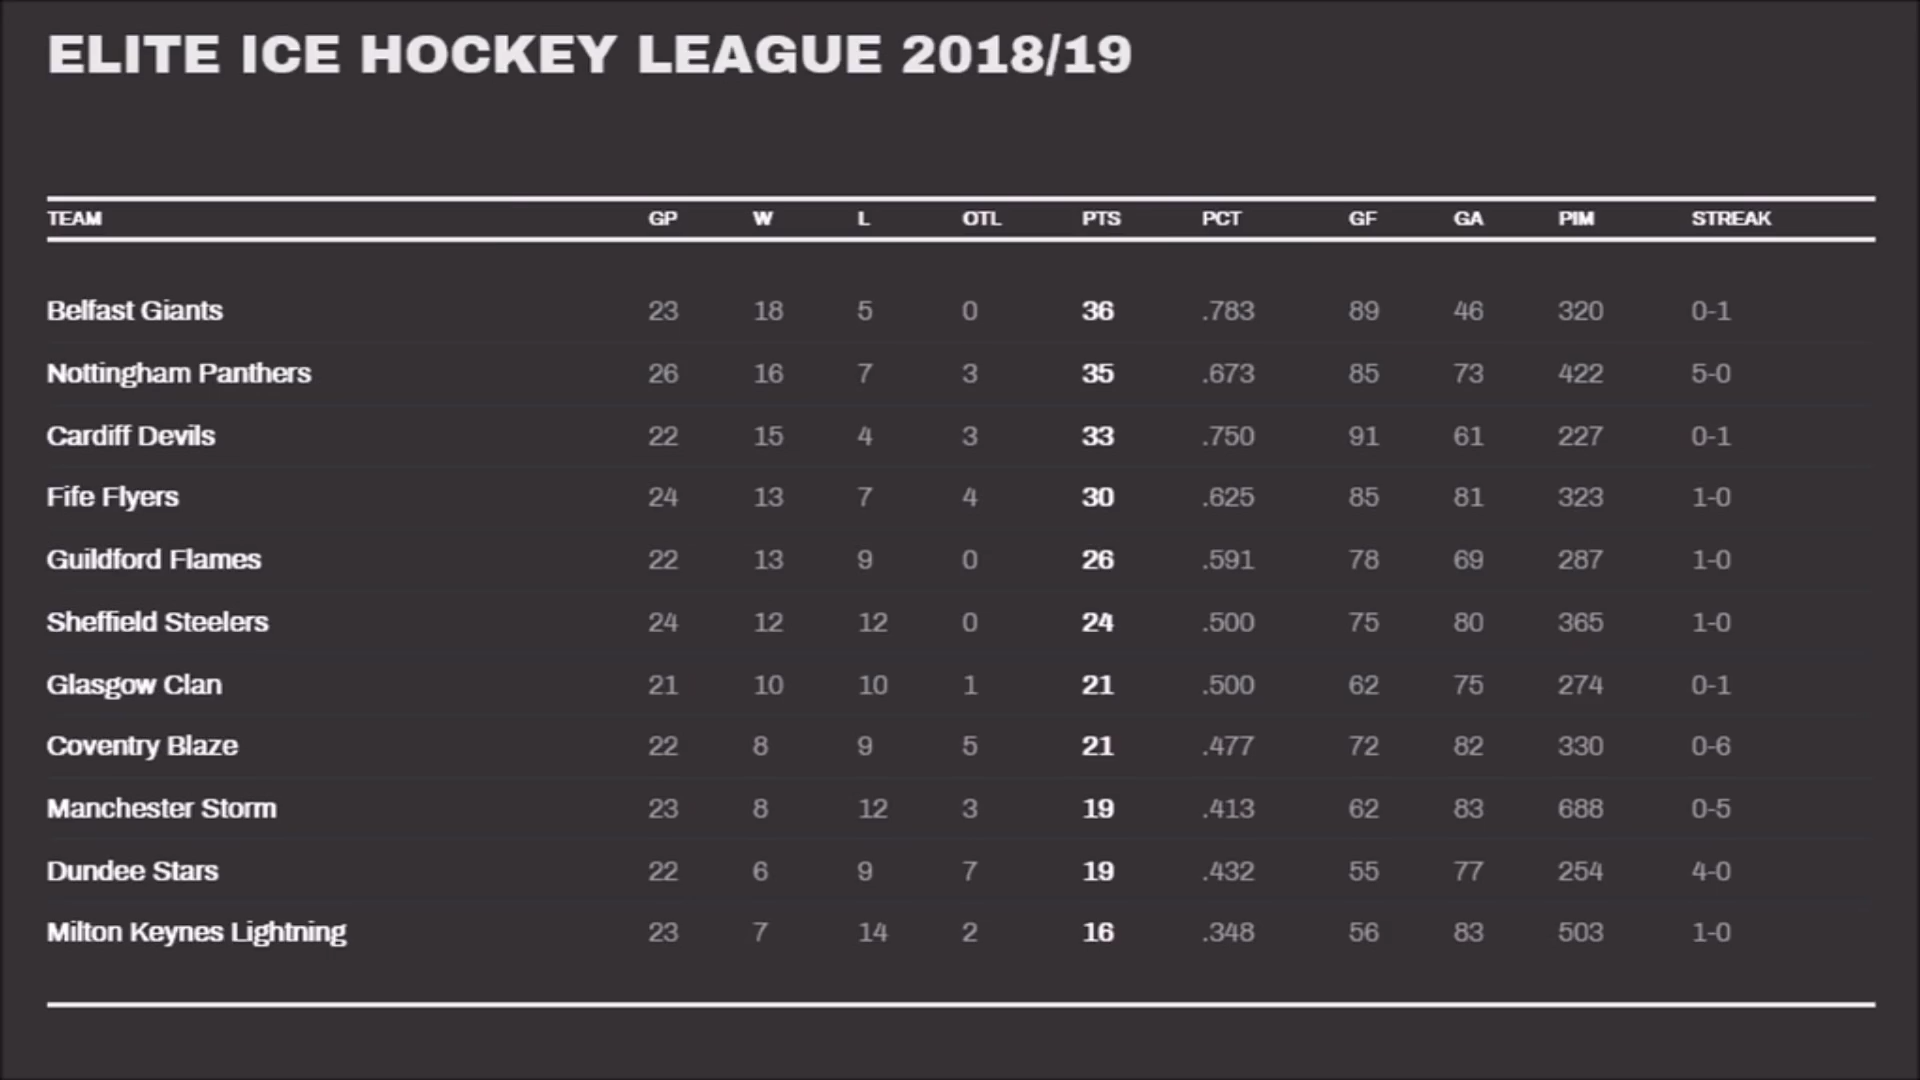 ELITE ICE HOCKEY LEAGUE 2018/19
TEAM GP W L OTL PTS PCT GF GA PIM STREAK
Belfast Giants 23 18 5 0 36 .783 89 46 320 0-1
Nottingham Panthers 26 16 7 3 35 .673 85 73 422 5-0
Cardiff Devils 22 15 4 3 33 .750 91 61 227 0-1
Fife Flyers 24 13 7 4 30 .625 85 81 323 1-0
Guildford Flames 22 13 9 0 26 .591 78 69 287 1-0
Sheffield Steelers 24 12 12 0 24 .500 75 80 365 1-0
Glasgow Clan 21 10 10 1 21 .500 62 75 274 0-1
Coventry Blaze 22 8 9 5 21 .477 72 82 330 0-6
Manchester Storm 23 8 12 3 19 .413 62 83 688 0-5
Dundee Stars 22 6 9 7 19 .432 55 77 254 4-0
Milton Keynes Lightning 23 7 14 2 16 .348 56 83 503 1-0